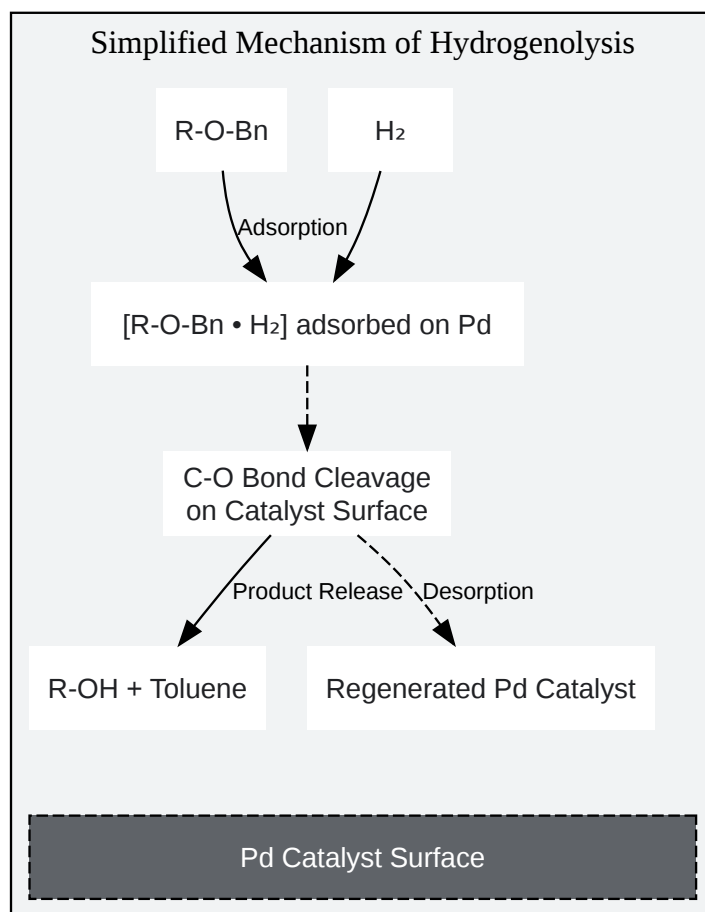 Simplified Mechanism of Hydrogenolysis
R-O-Bn
H₂
Adsorption
[R-O-Bn • H₂] adsorbed on Pd
C-O Bond Cleavage
on Catalyst Surface
Product Release
Desorption
R-OH + Toluene
Regenerated Pd Catalyst
Pd Catalyst Surface